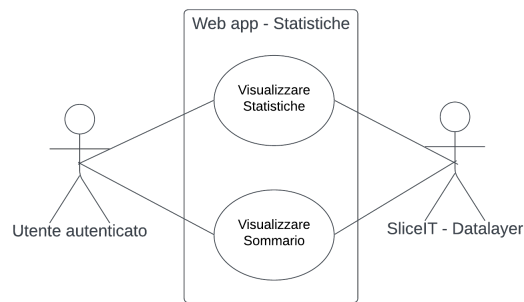 Web app - Statistiche
Visualizzare
Statistiche
Utente autenticato
Visualizzare
Sommario
SliceIT - Datalayer